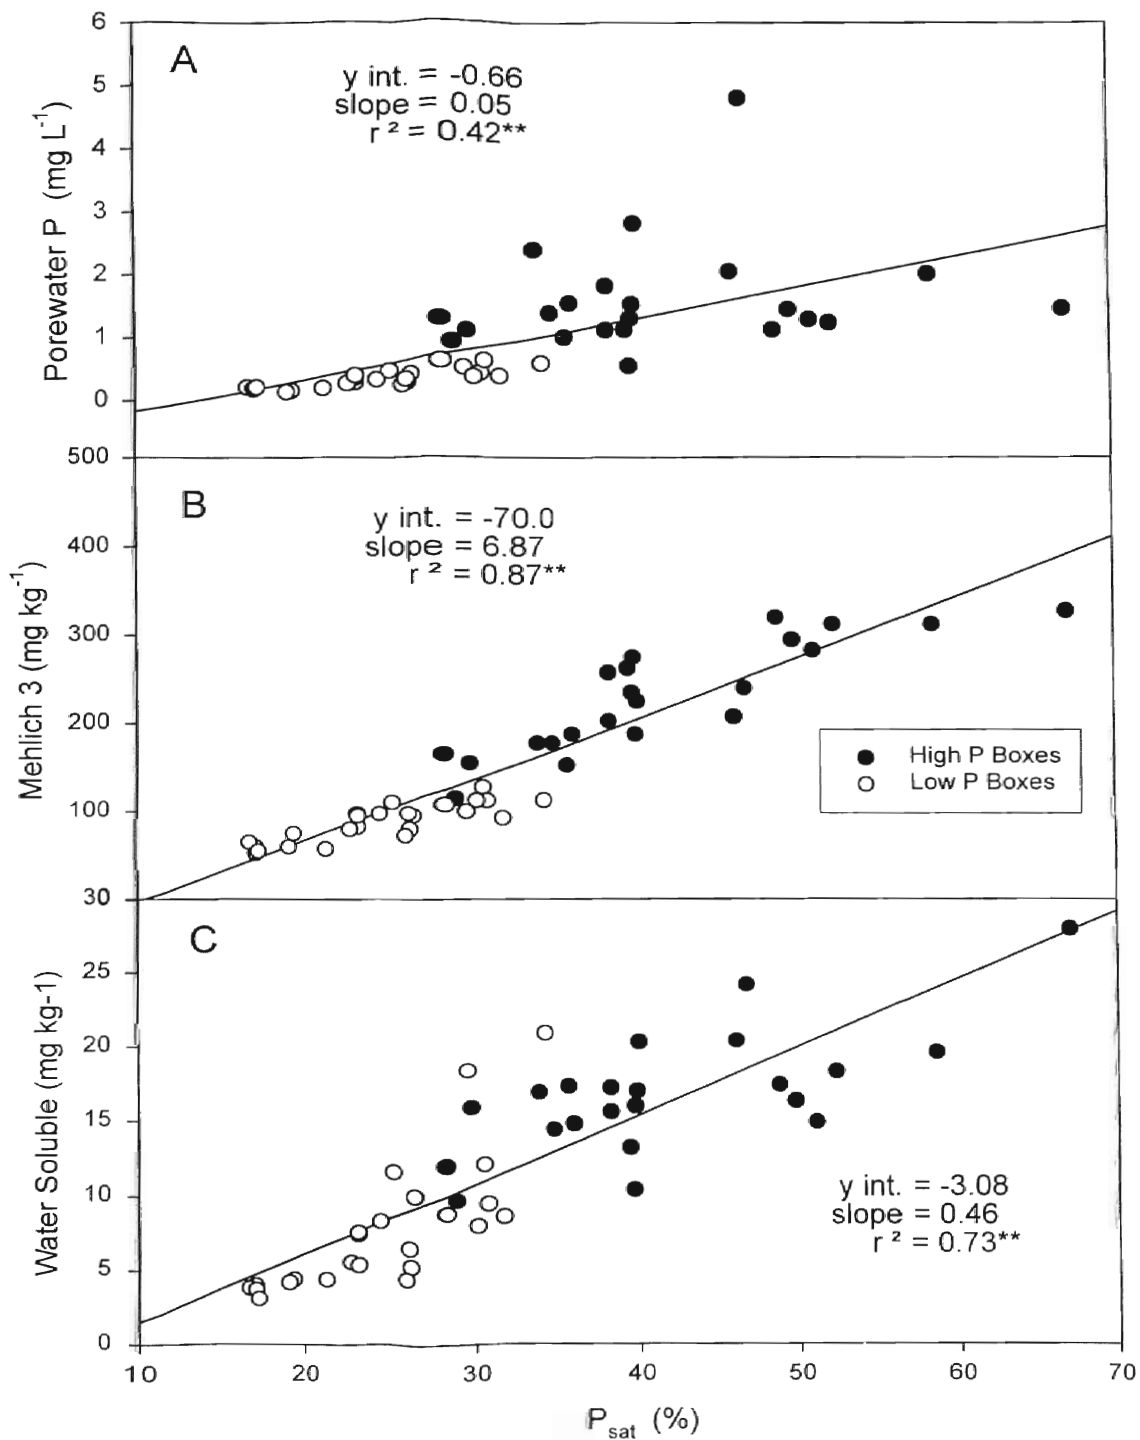 6
A
y int. = -0.66
slope = 0.05
r² = 0.42**
5
4
3
2
1
0
Porewater P (mg L⁻¹)
500
B
y int. = -70.0
slope = 6.87
r² = 0.87**
400
300
200
100
Mehlich 3 (mg kg⁻¹)
High P Boxes
Low P Boxes
30
C
25
20
15
10
5
0
Water Soluble (mg kg-1)
y int. = -3.08
slope = 0.46
r² = 0.73**
10 20 30 40 50 60 70
Psat (%)